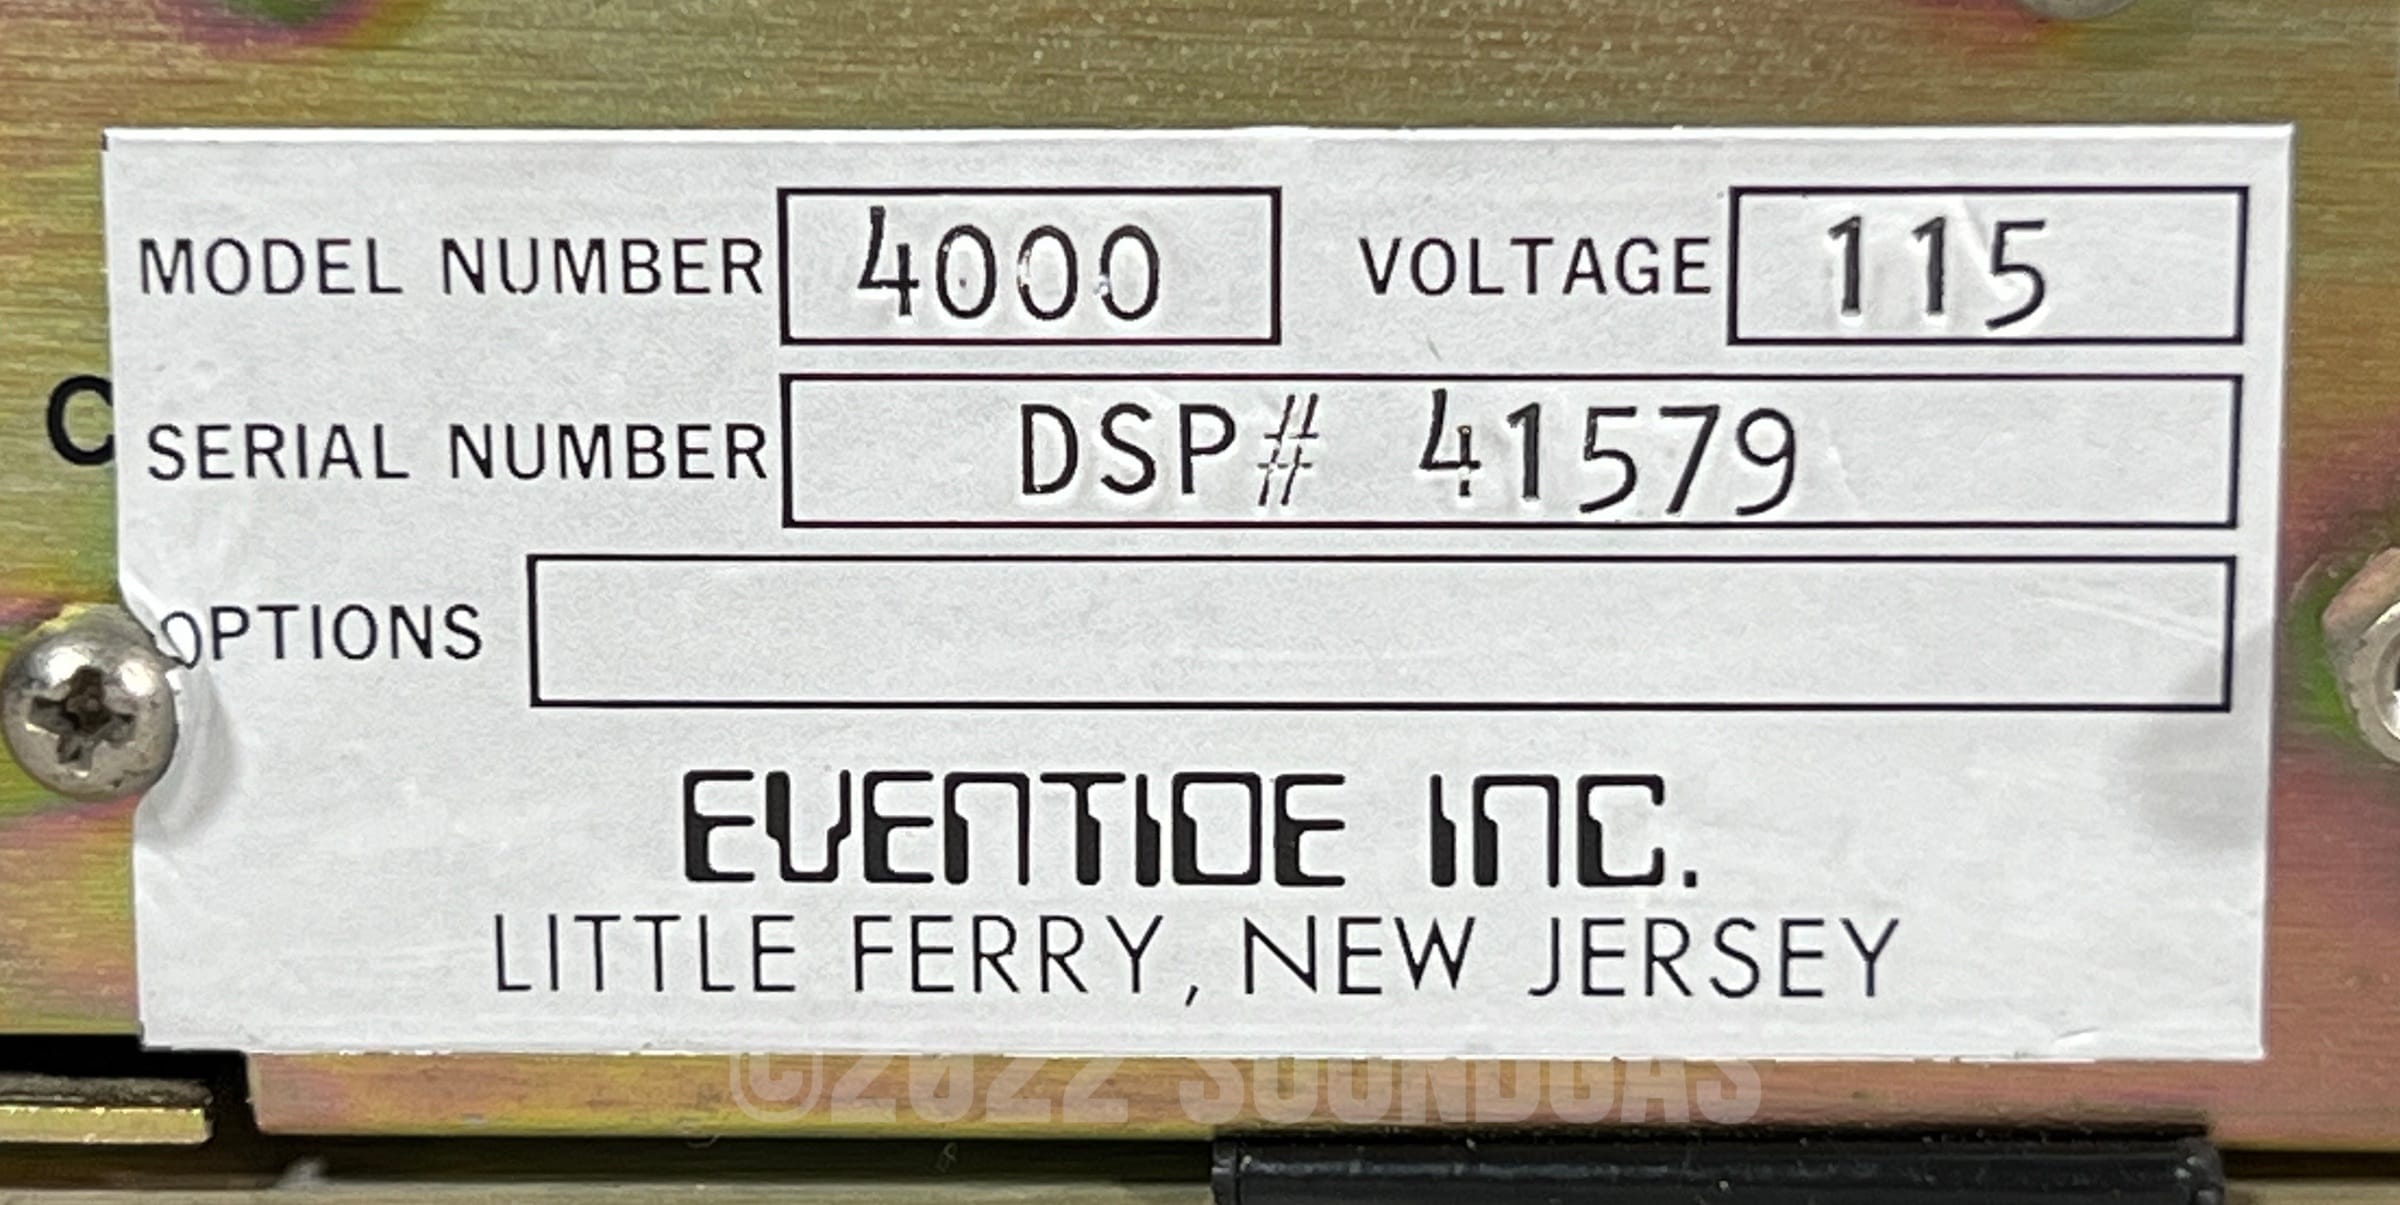 MODEL NUMBER 4000 VOLTAGE 115
C
SERIAL NUMBER DSP# 41579
OPTIONS
EVENTIDE INC.
LITTLE FERRY, NEW JERSEY
©2022 SOUNDGAS